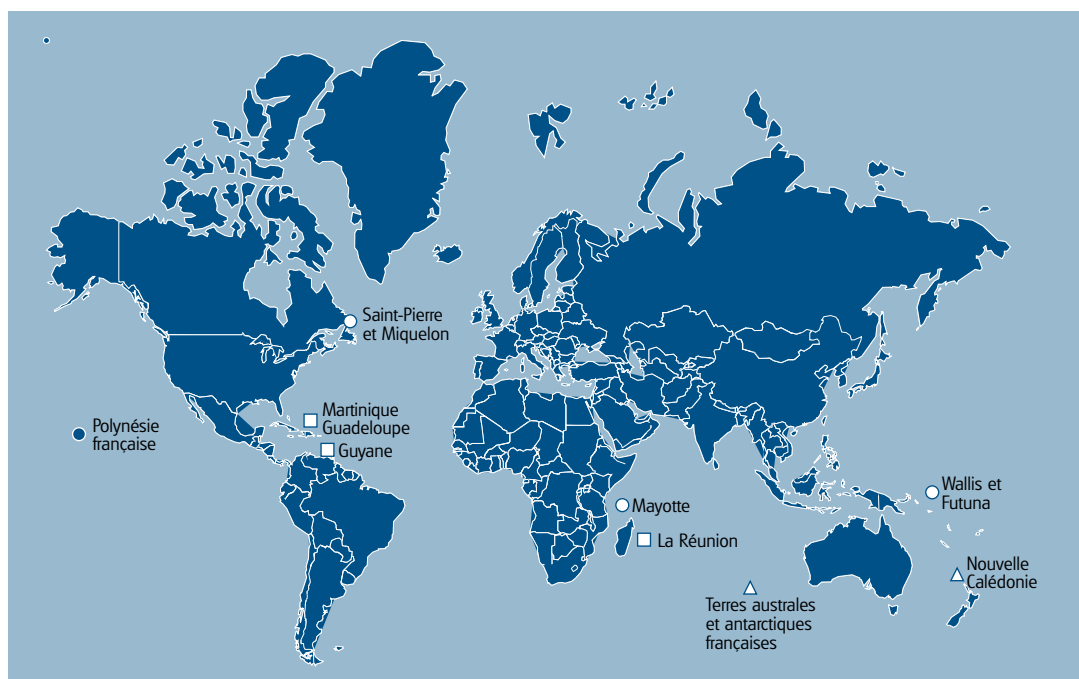 Saint-Pierre
et Miquelon
Martinique
Guadeloupe
Polynésie
française
Guyane
Wallis et
Futuna
Mayotte
La Réunion
Nouvelle
Calédonie
Terres australes
et antarctiques
françaises